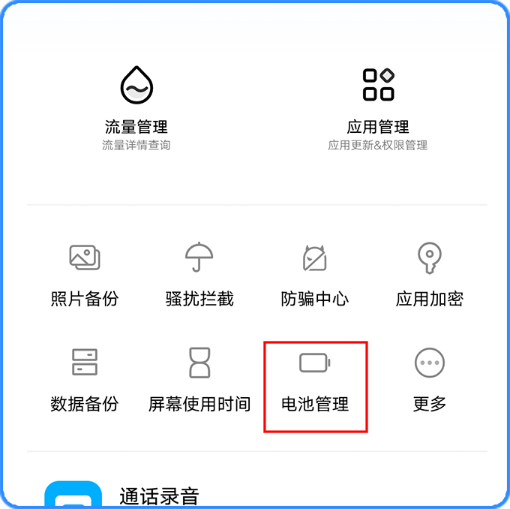 流量管理
应用管理
流量详情查询
应用更新&权限管理
照片备份
骚扰拦截
防骗中心
应用加密
数据备份
屏幕使用时间
电池管理
更多
通话录音